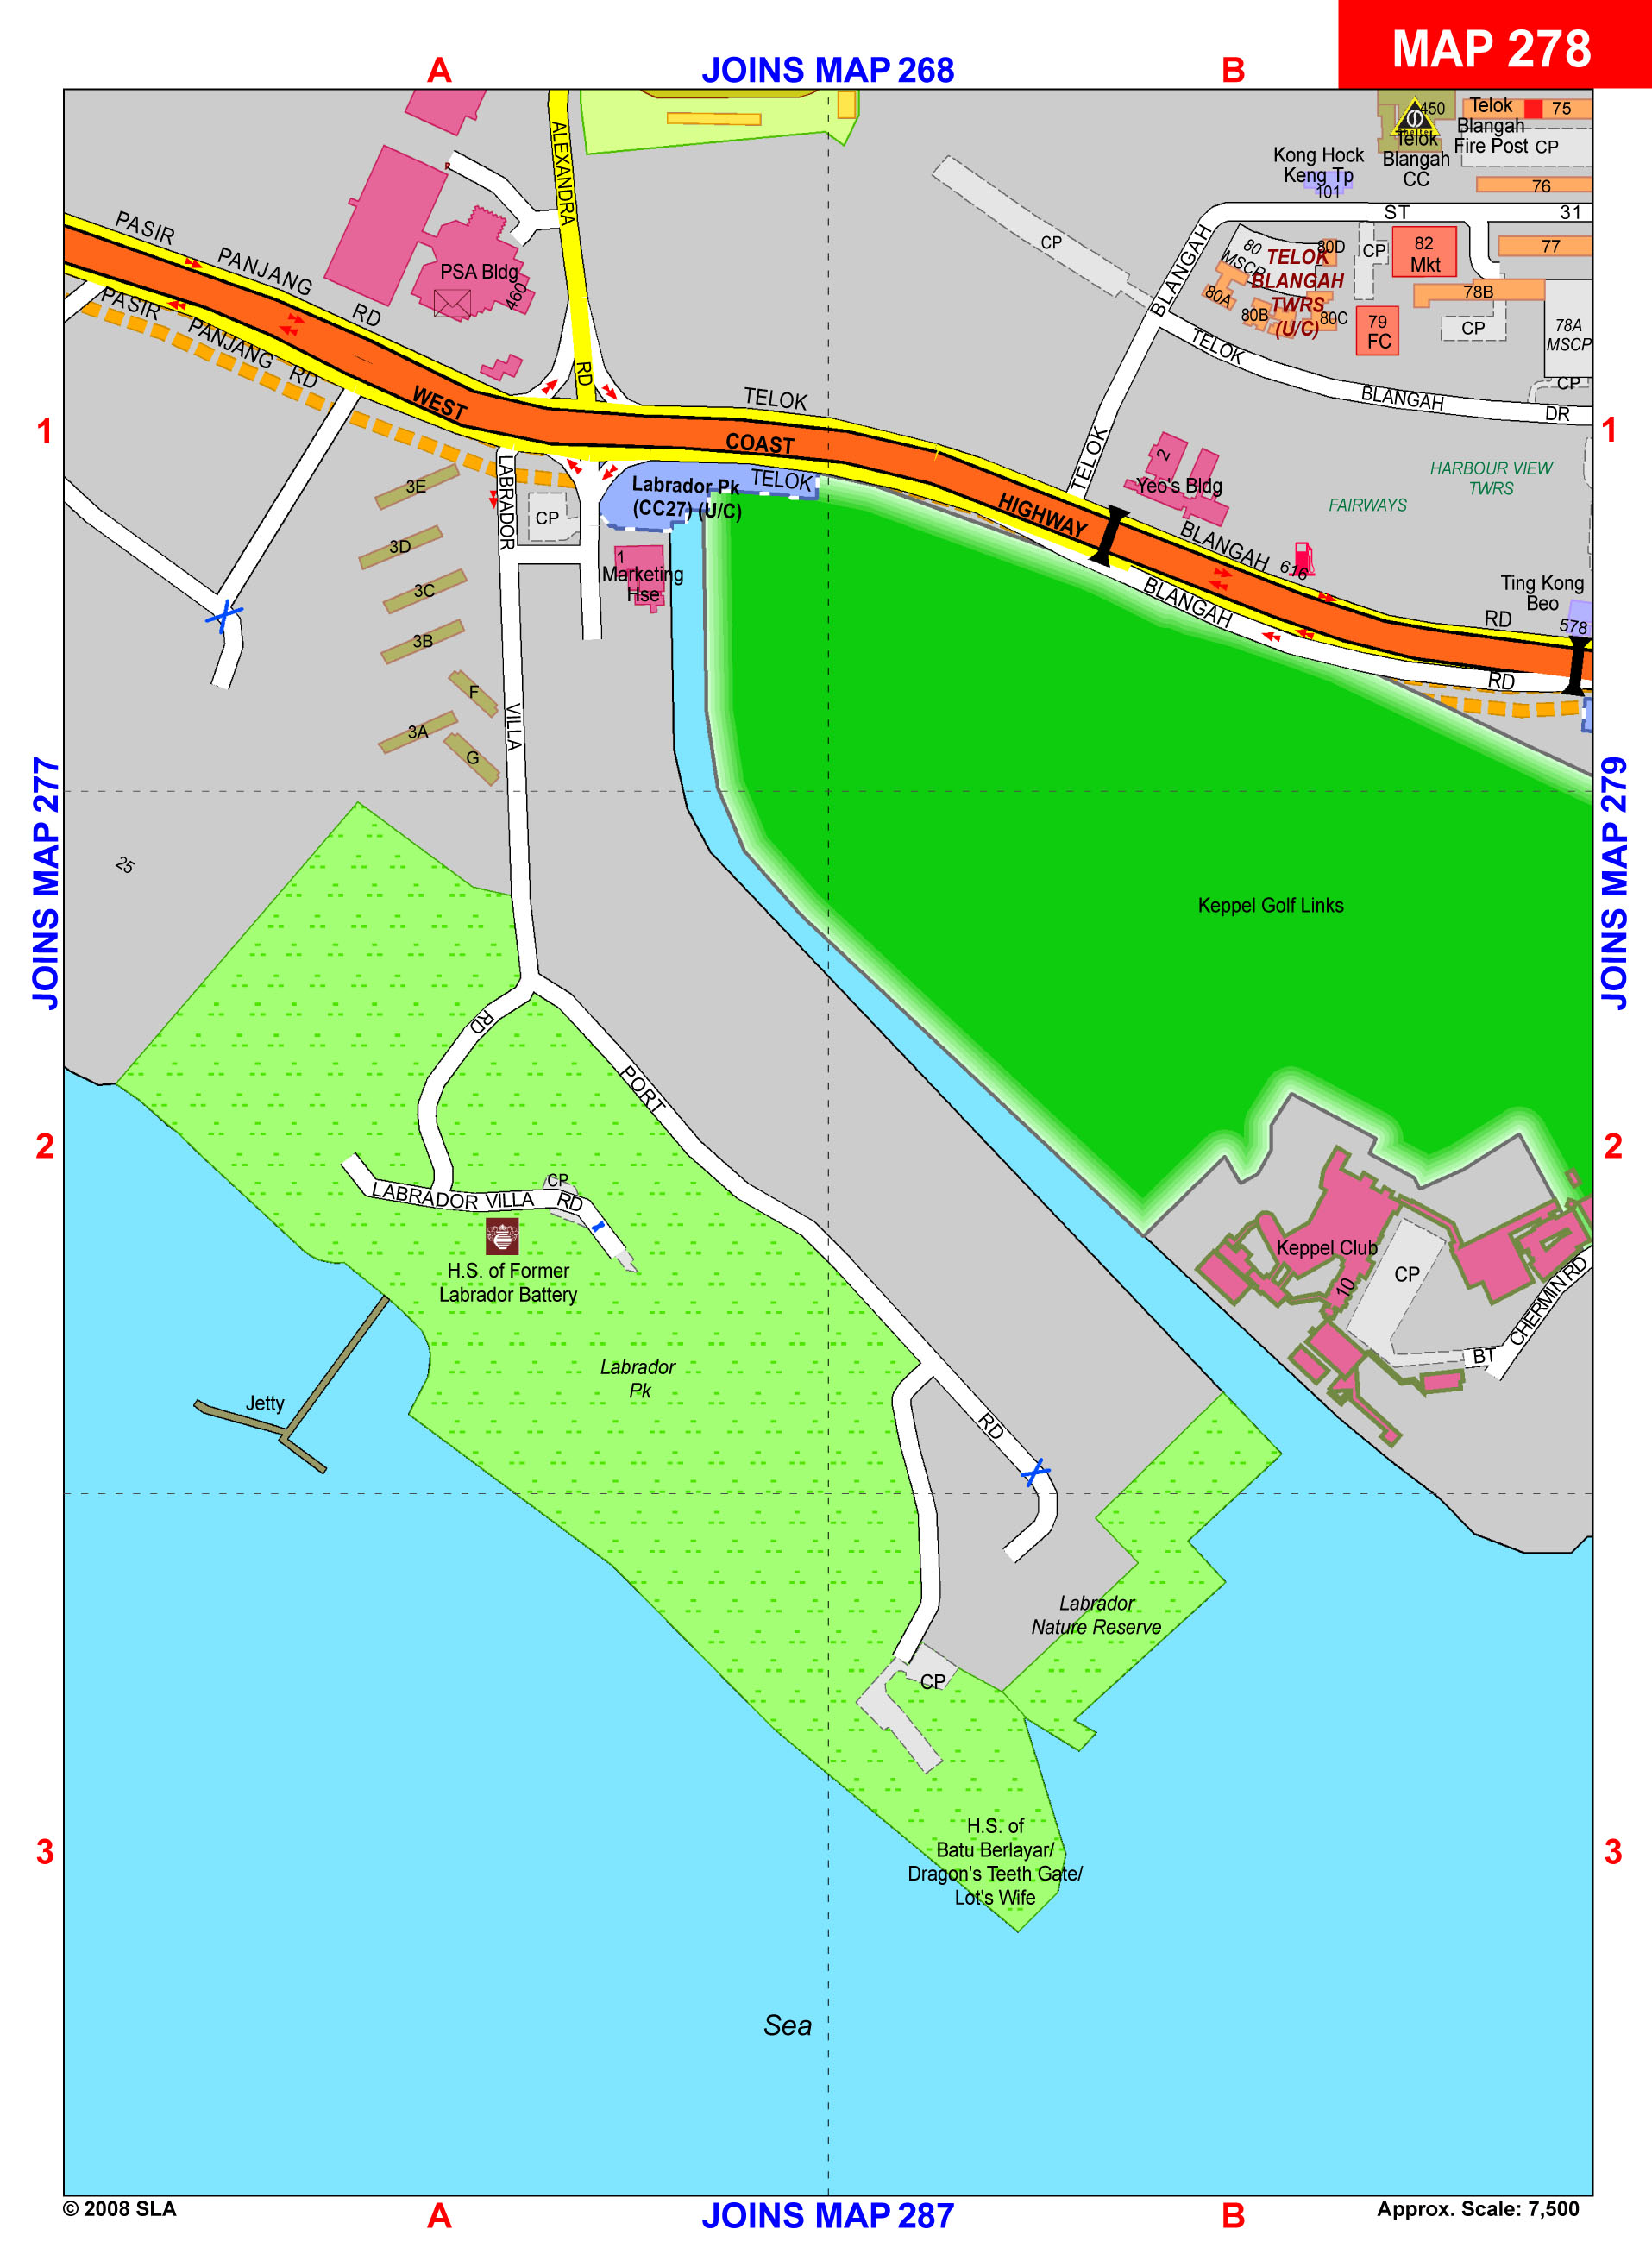 MAP 278
A
JOINS MAP 268
B
450
Telok
Blangah
Fire Post
75
CP
Telok
Blangah
CC
Kong Hock
Keng Tp
101
76
ST
31
77
ALEXANDRA
RD
PASIR
PANJANG
RD
PSA Bldg
460
CP
BLANGAH
TELOK
80
MSCP
80D
TELOK
BLANGAH
TWRS
(U/C)
80A
80B
80C
CP
82
Mkt
79
FC
78B
CP
78A
MSCP
CP
PASIR
PANJANG
RD
WEST
COAST
HIGHWAY
TELOK
BLANGAH
RD
TELOK
BLANGAH
DR
1
1
3E
3D
3C
3B
F
3A
G
LABRADOR
VILLA
RD
CP
Labrador Pk
(CC27) (U/C)
TELOK
BLANGAH
RD
1
Marketing
Hse
2
Yeo's Bldg
616
FAIRWAYS
HARBOUR VIEW
TWRS
Ting Kong
Beo
578
JOINS MAP 277
JOINS MAP 279
25
Keppel Golf Links
PORT
RD
2
2
LABRADOR VILLA
RD
CP
H.S. of Former
Labrador Battery
Keppel Club
10
CP
BT
CHERMIN RD
Labrador
Pk
Jetty
Labrador
Nature Reserve
CP
3
3
H.S. of
Batu Berlayar/
Dragon's Teeth Gate/
Lot's Wife
Sea
© 2008 SLA
A
JOINS MAP 287
B
Approx. Scale: 7,500